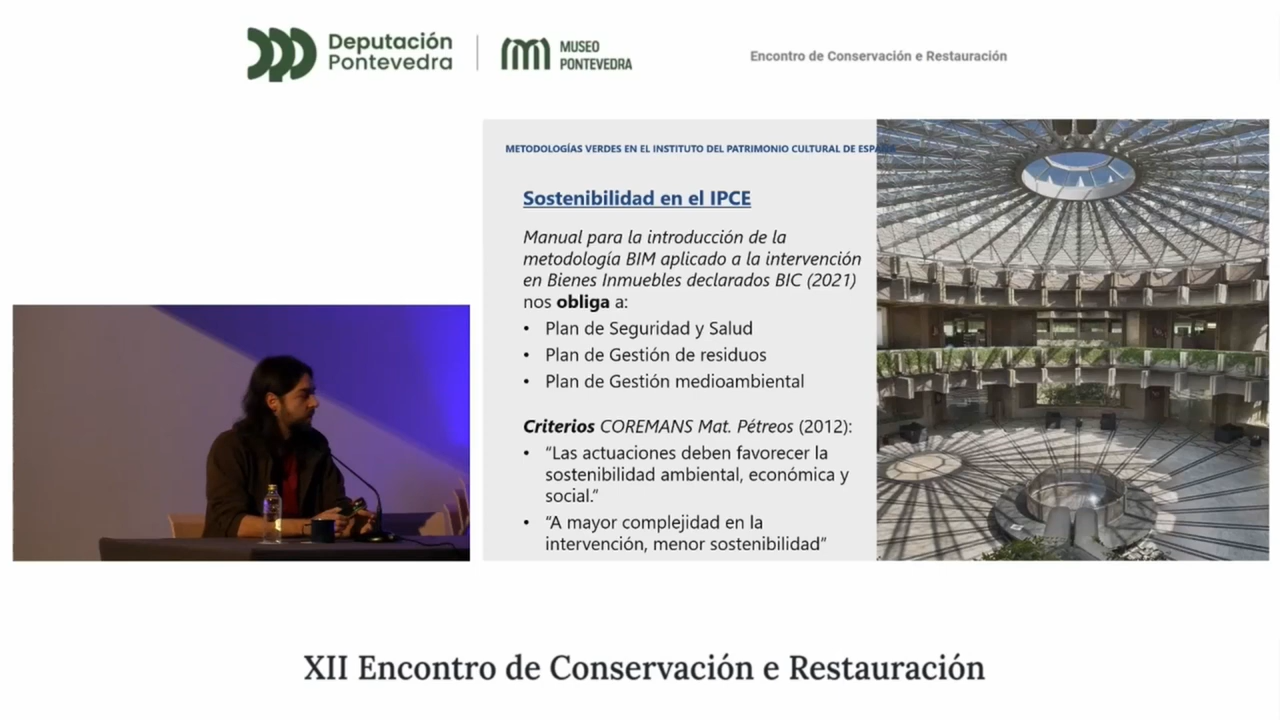 Deputación
Pontevedra
MUSEO
PONTEVEDRA
Encontro de Conservación e Restauración
METODOLOGÍAS VERDES EN EL INSTITUTO DEL PATRIMONIO CULTURAL DE
Sostenibilidad en el IPCE
Manual para la introducción de la
metodología BIM aplicado a la intervención
en Bienes Inmuebles declarados BIC (2021)
nos obliga a:
• Plan de Seguridad y Salud
• Plan de Gestión de residuos
• Plan de Gestión medioambiental
Criterios COREMANS Mat. Pétreos (2012):
• “Las actuaciones deben favorecer la
sostenibilidad ambiental, económica y
social.”
• “A mayor complejidad en la
intervención, menor sostenibilidad”
XII Encontro de Conservación e Restauración